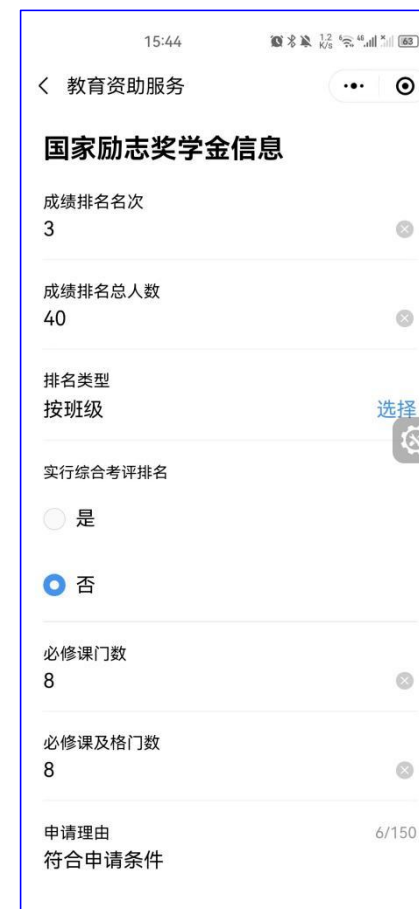 15:44
1.2 K/s
46
63
教育资助服务
国家励志奖学金信息
成绩排名名次
3
成绩排名总人数
40
排名类型
按班级
选择
实行综合考评排名
是
否
必修课门数
8
必修课及格门数
8
申请理由
6/150
符合申请条件